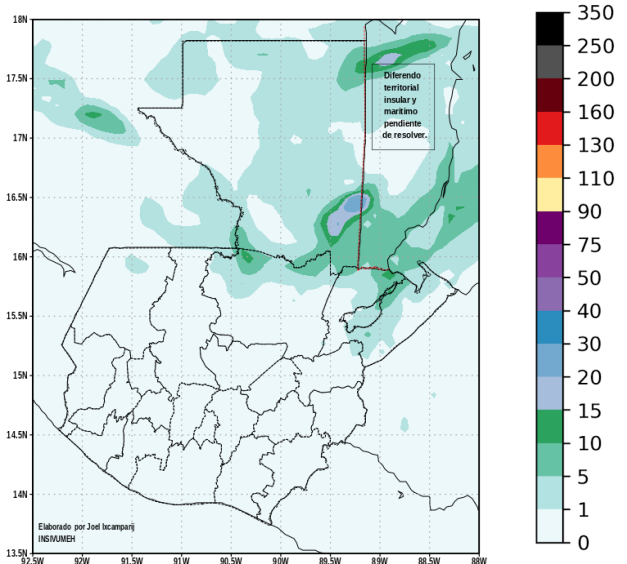 18N
17.5N
17N
16.5N
16N
15.5N
15N
14.5N
14N
13.5N
92.5W 92W 91.5W 91W 90.5W 90W 89.5W 89W 88.5W 88W
Diferendo
territorial
insular y
maritimo
pendiente
de resolver.
Elaborado por Joel Ixcamparij
INSIVUMEH
350
250
200
160
130
110
90
75
50
40
30
20
15
10
5
1
0